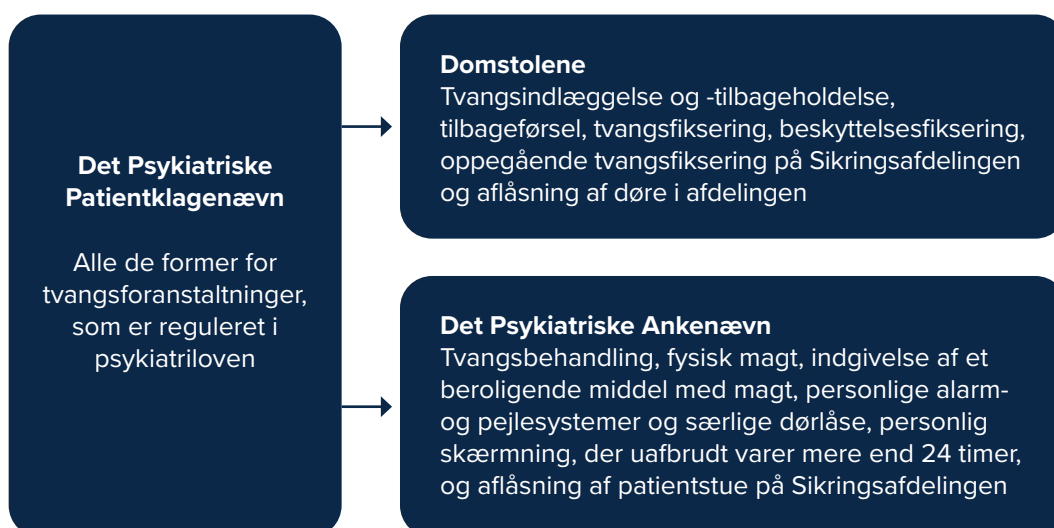 Det Psykiatriske
Patientklagenævn
Alle de former for
tvangsforanstaltninger,
som er reguleret i
psykiatriloven
Domstolene
Tvangsindlæggelse og -tilbageholdelse,
tilbageførsel, tvangsfiksering, beskyttelsesfiksering,
oppegående tvangsfiksering på Sikringsafdelingen
og aflåsning af døre i afdelingen
Det Psykiatriske Ankenævn
Tvangsbehandling, fysisk magt, indgivelse af et
beroligende middel med magt, personlige alarm-
og pejlesystemer og særlige dørlåse, personlig
skærmning, der uafbrudt varer mere end 24 timer,
og aflåsning af patientstue på Sikringsafdelingen